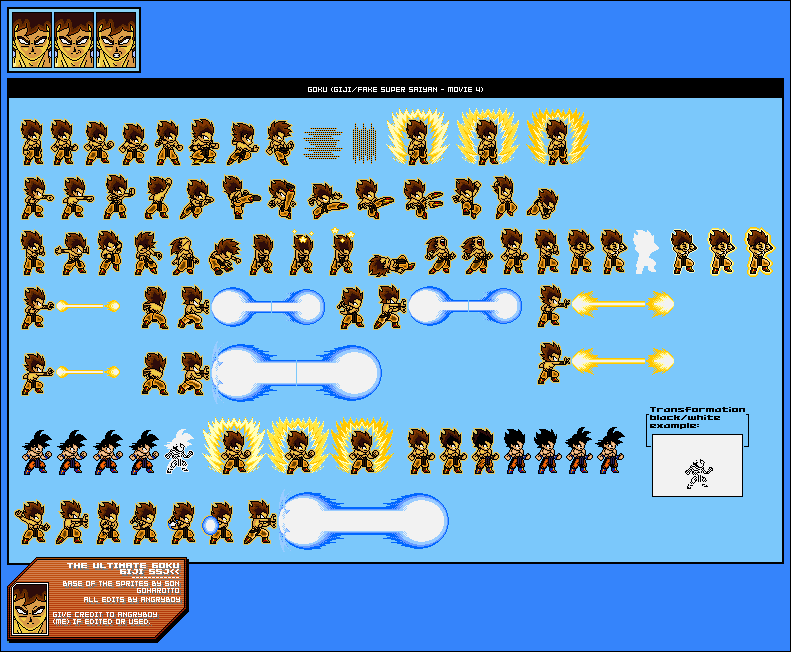 GOKU (GIJI/FAKE SUPER SAIYAN - MOVIE 4)
Transformation
black/white
example:
THE ULTIMATE GOKU
GIJI SSJ<<
BASE OF THE SPRITES BY SON
GOHAROTTO
ALL EDITS BY ANGRYBOY
GIVE CREDIT TO ANGRYBOY
(ME) IF EDITED OR USED.